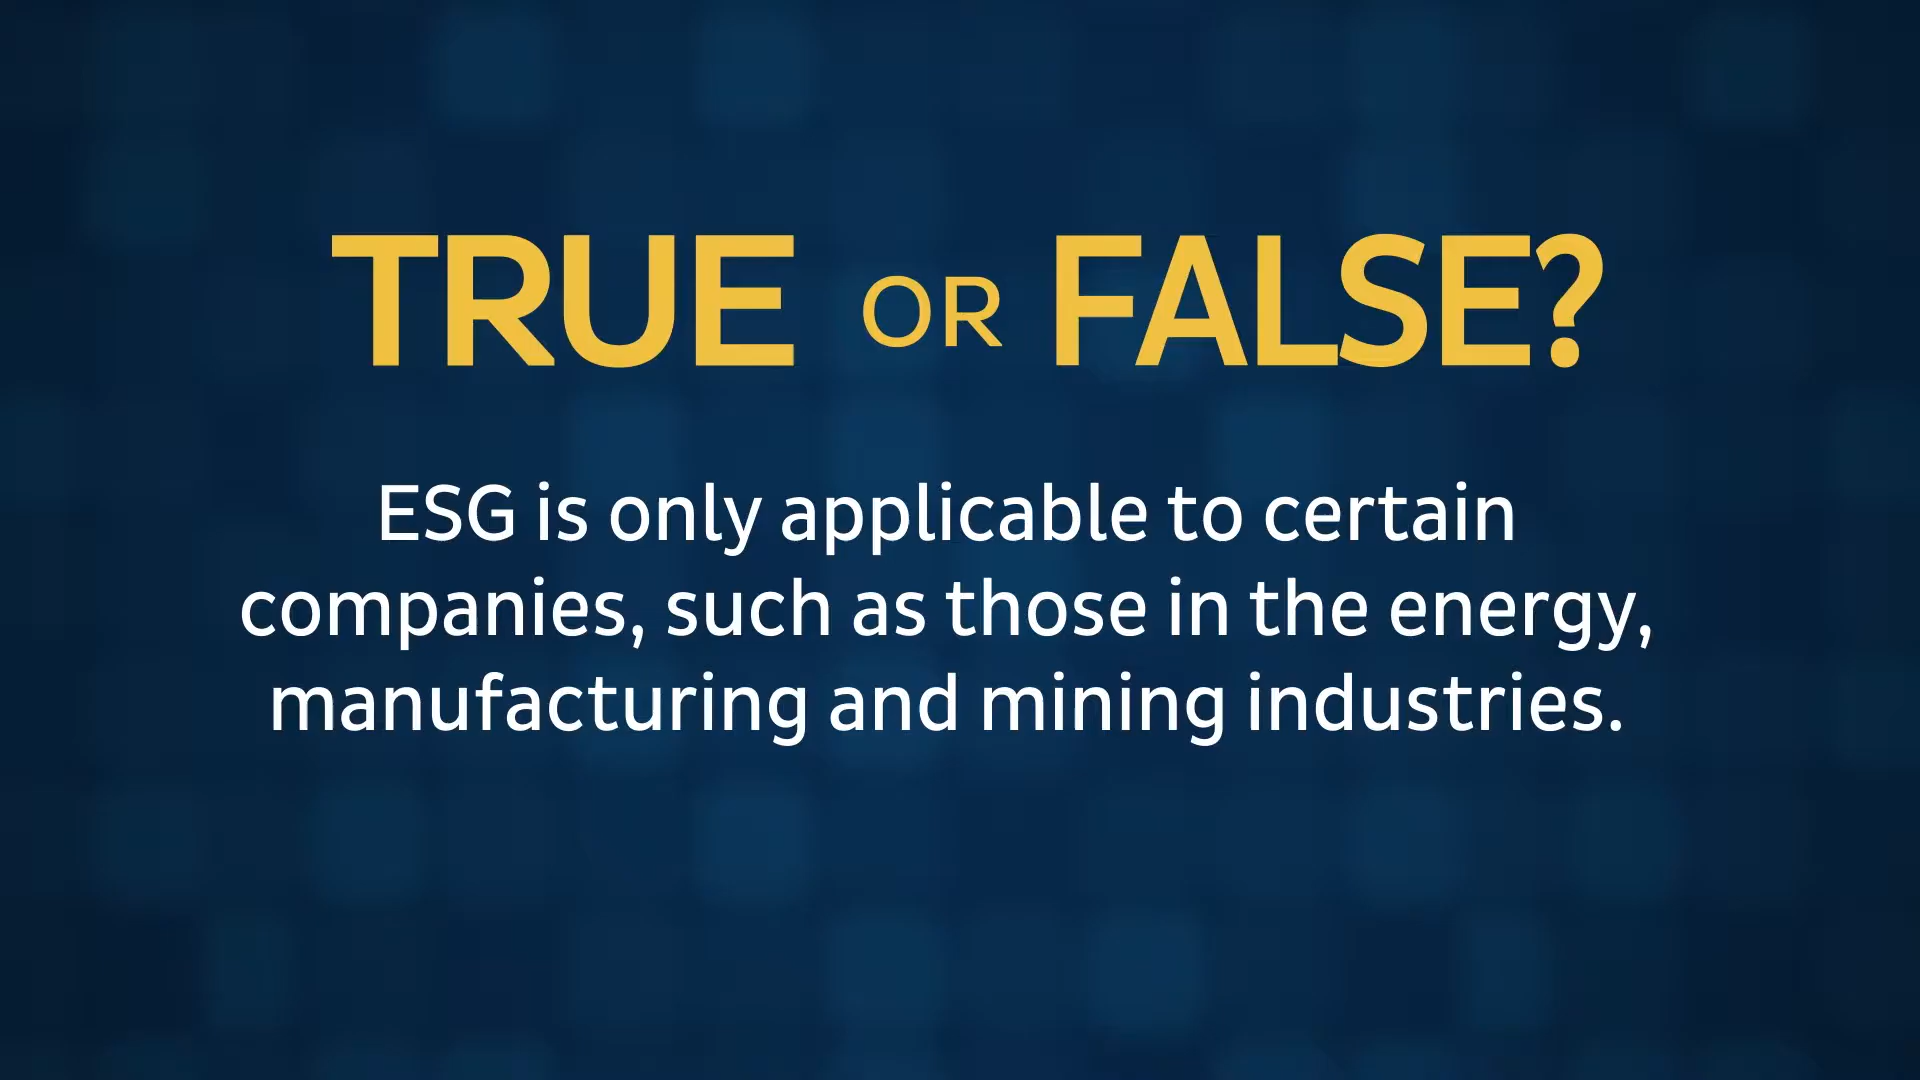 TRUE OR FALSE?
ESG is only applicable to certain
companies, such as those in the energy,
manufacturing and mining industries.